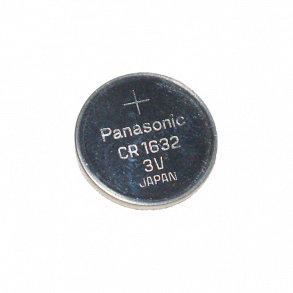 +
Panasonic
CR1632
3V
JAPAN